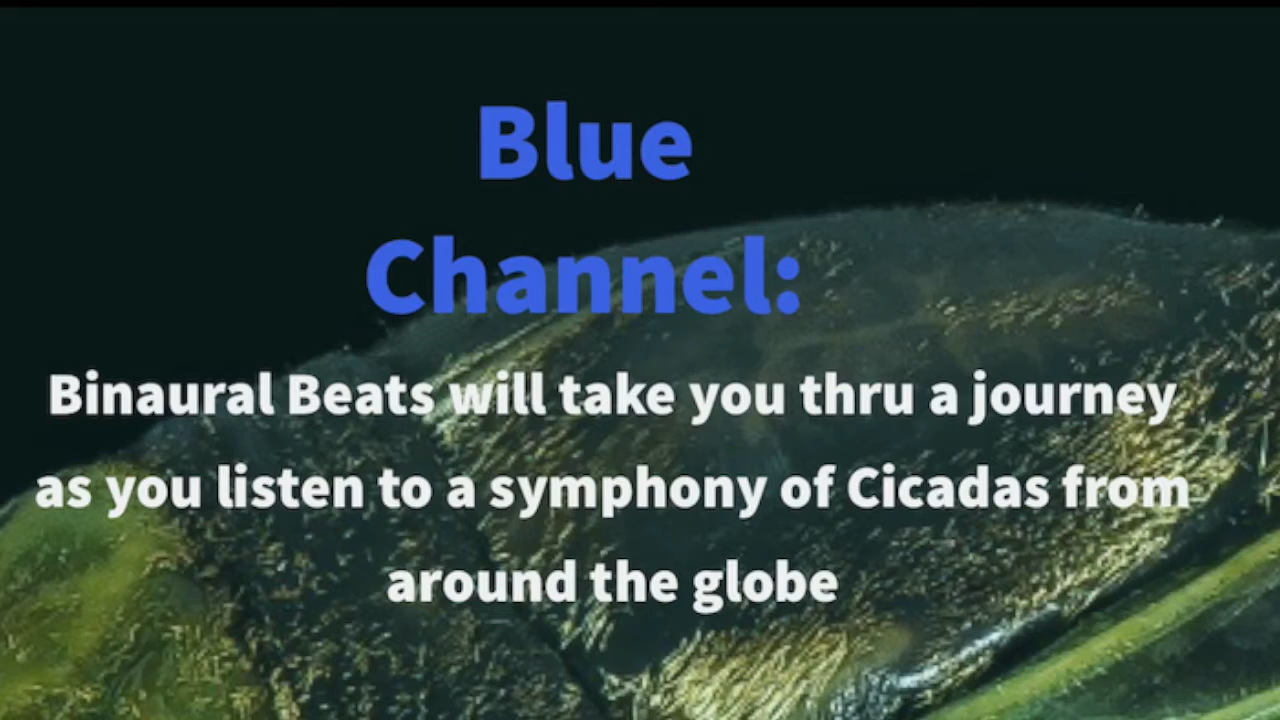 Blue
Channel:
Binaural Beats will take you thru a journey
as you listen to a symphony of Cicadas from
around the globe